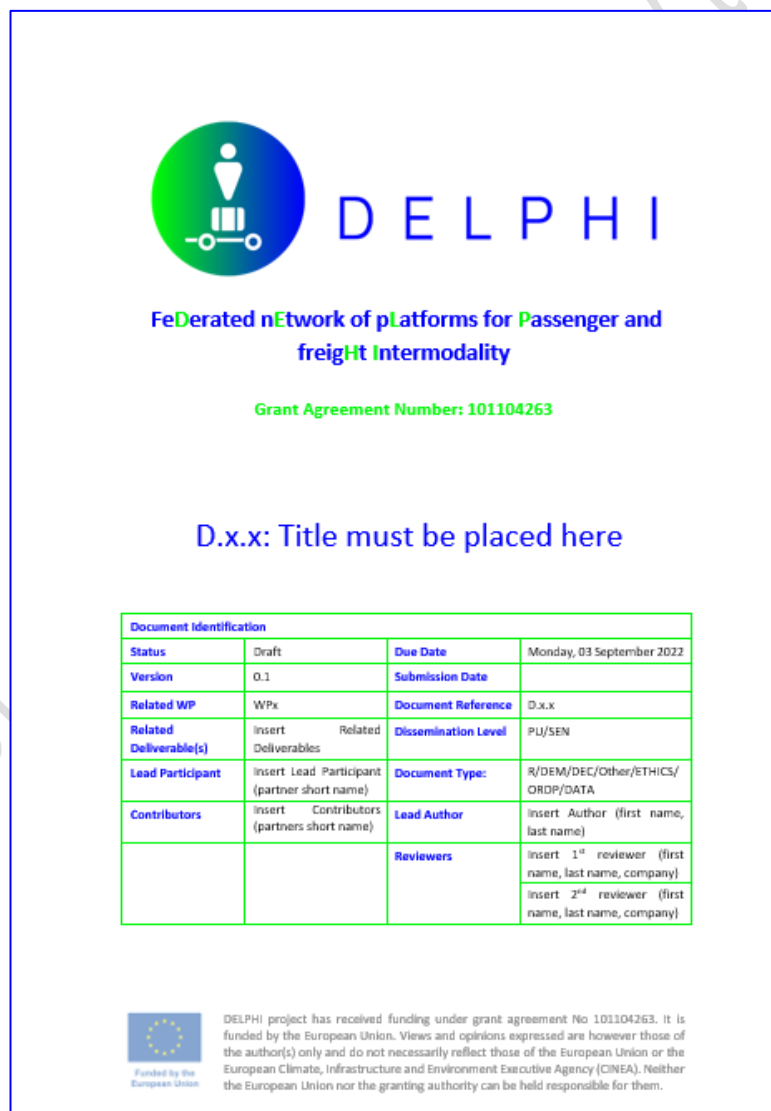 DELPHI
FeDerated nEtwork of pLatforms for Passenger and
freigHt Intermodality
Grant Agreement Number: 101104263
D.x.x: Title must be placed here
Document Identification
Status Draft Due Date Monday, 03 September 2022
Version 0.1 Submission Date
Related WP WPx Document Reference D.x.x
Related Deliverable(s) Insert Related Deliverables Dissemination Level PU/SEN
Lead Participant Insert Lead Participant (partner short name) Document Type: R/DEM/DEC/Other/ETHICS/ORDP/DATA
Contributors Insert Contributors (partners short name) Lead Author Insert Author (first name, last name)
Reviewers Insert 1st reviewer (first name, last name, company)
Insert 2nd reviewer (first name, last name, company)
Funded by the
European Union
DELPHI project has received funding under grant agreement No 101104263. It is
funded by the European Union. Views and opinions expressed are however those of
the author(s) only and do not necessarily reflect those of the European Union or the
European Climate, Infrastructure and Environment Executive Agency (CINEA). Neither
the European Union nor the granting authority can be held responsible for them.